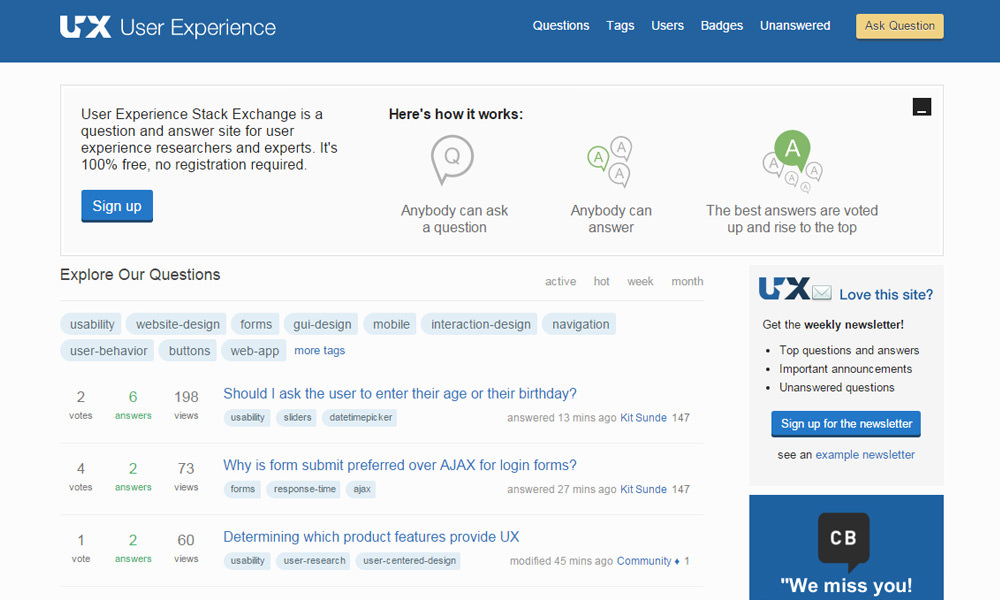 UX User Experience
Questions Tags Users Badges Unanswered Ask Question
User Experience Stack Exchange is a
question and answer site for user
experience researchers and experts. It's
100% free, no registration required.
Sign up
Here's how it works:
Q
Anybody can ask
a question
A
A
A
Anybody can
answer
A
A
A
A
A
The best answers are voted
up and rise to the top
Explore Our Questions
active hot week month
usability website-design forms gui-design mobile interaction-design navigation
user-behavior buttons web-app more tags
2 votes 6 answers 198 views
Should I ask the user to enter their age or their birthday?
usability sliders datetimepicker
answered 13 mins ago Kit Sunde 147
4 votes 2 answers 73 views
Why is form submit preferred over AJAX for login forms?
forms response-time ajax
answered 27 mins ago Kit Sunde 147
1 vote 2 answers 60 views
Determining which product features provide UX
usability user-research user-centered-design
modified 45 mins ago Community ♦ 1
UX Love this site?
Get the weekly newsletter!
• Top questions and answers
• Important announcements
• Unanswered questions
Sign up for the newsletter
see an example newsletter
CB
"We miss you!